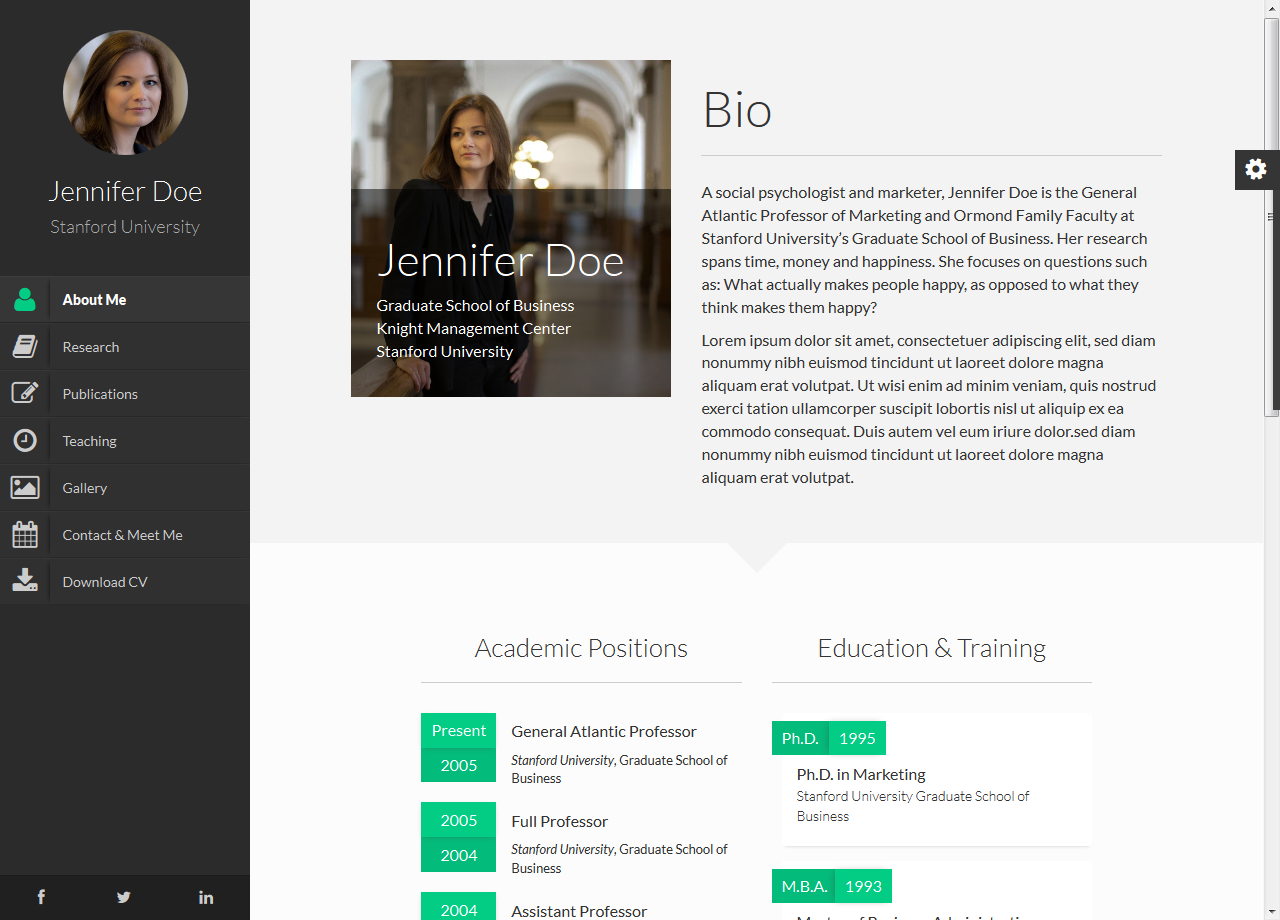 Jennifer Doe
Stanford University
About Me
Research
Publications
Teaching
Gallery
Contact & Meet Me
Download CV
Jennifer Doe
Graduate School of Business
Knight Management Center
Stanford University
Bio
A social psychologist and marketer, Jennifer Doe is the General
Atlantic Professor of Marketing and Ormond Family Faculty at
Stanford University’s Graduate School of Business. Her research
spans time, money and happiness. She focuses on questions such
as: What actually makes people happy, as opposed to what they
think makes them happy?
Lorem ipsum dolor sit amet, consectetuer adipiscing elit, sed diam
nonummy nibh euismod tincidunt ut laoreet dolore magna
aliquam erat volutpat. Ut wisi enim ad minim veniam, quis nostrud
exerci tation ullamcorper suscipit lobortis nisl ut aliquip ex ea
commodo consequat. Duis autem vel eum iriure dolor.sed diam
nonummy nibh euismod tincidunt ut laoreet dolore magna
aliquam erat volutpat.
Academic Positions
Present
2005
General Atlantic Professor
Stanford University, Graduate School of
Business
2005
2004
Full Professor
Stanford University, Graduate School of
Business
2004
Assistant Professor
Education & Training
Ph.D. 1995
Ph.D. in Marketing
Stanford University Graduate School of
Business
M.B.A. 1993
Master of Business Administration